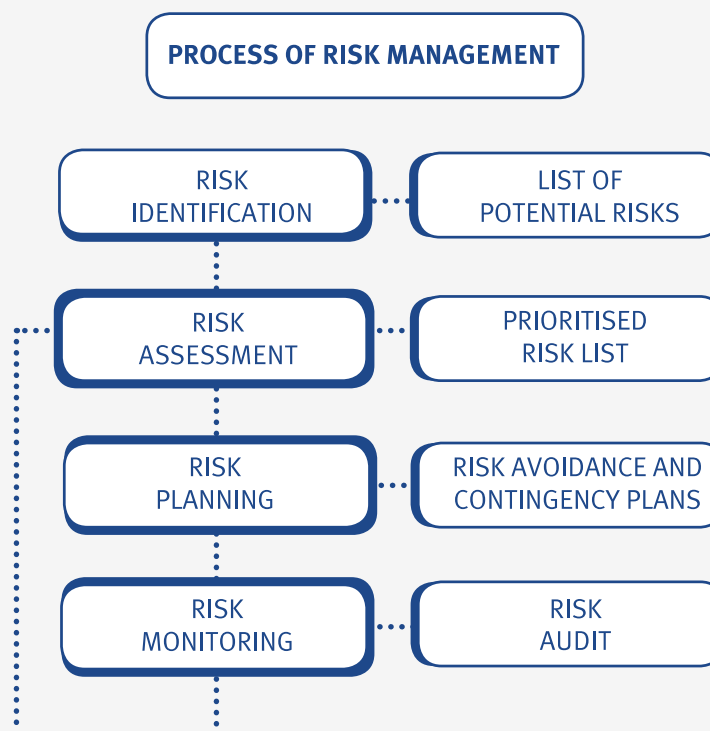 PROCESS OF RISK MANAGEMENT
RISK
IDENTIFICATION
LIST OF
POTENTIAL RISKS
RISK
ASSESSMENT
PRIORITISED
RISK LIST
RISK
PLANNING
RISK AVOIDANCE AND
CONTINGENCY PLANS
RISK
MONITORING
RISK
AUDIT